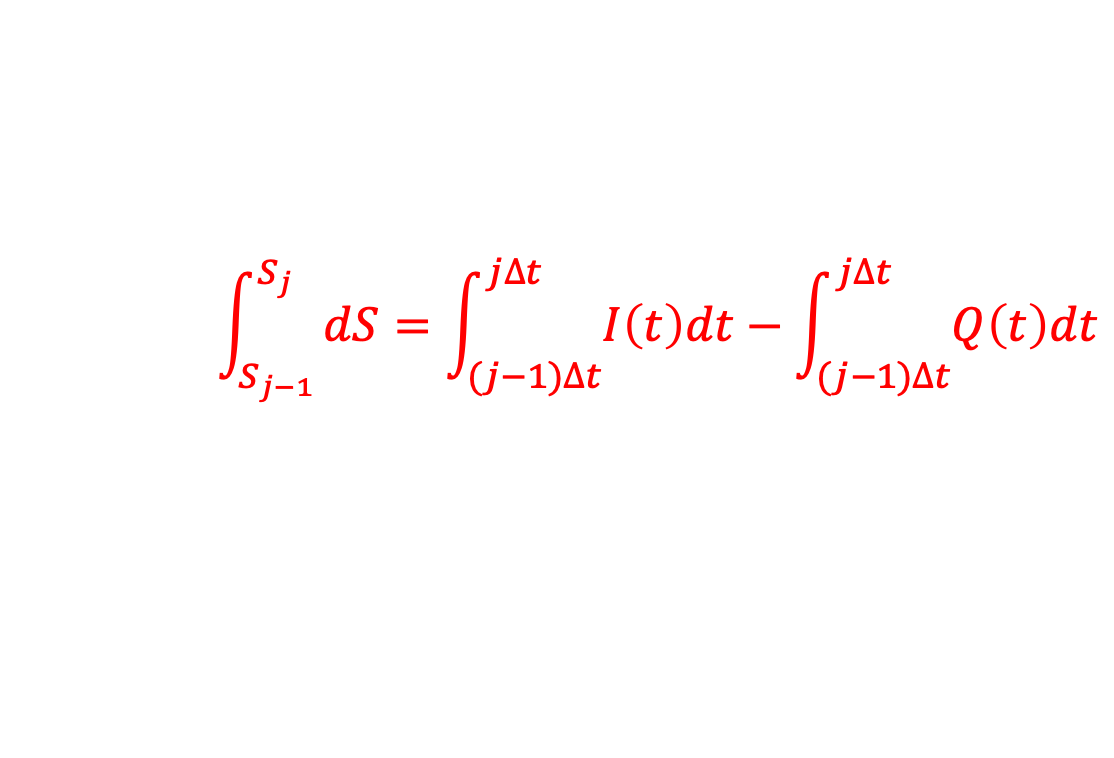 ∫_{S_{j−1}}^{S_j} dS = ∫_{(j−1)Δt}^{jΔt} I(t)dt − ∫_{(j−1)Δt}^{jΔt} Q(t)dt